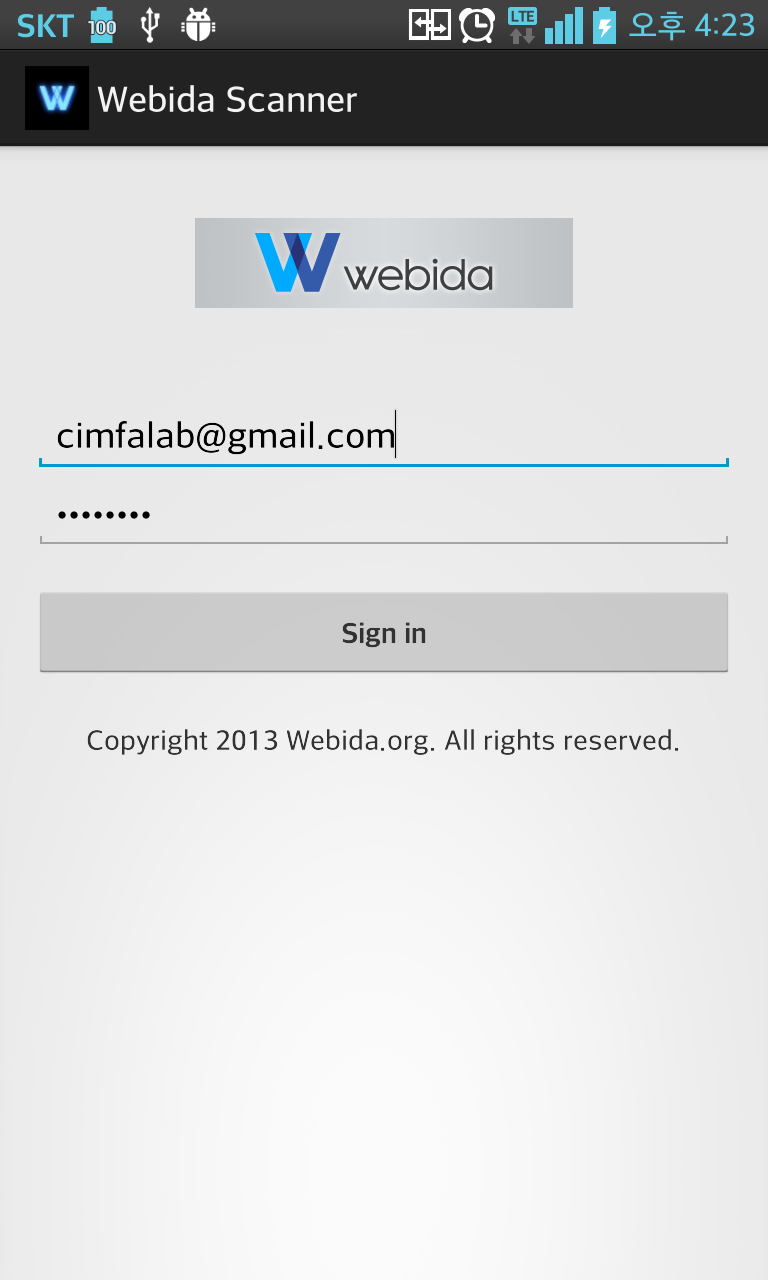 SKT 100 LTE 오후 4:23
W Webida Scanner
W webida
cimfalab@gmail.com
••••••••
Sign in
Copyright 2013 Webida.org. All rights reserved.